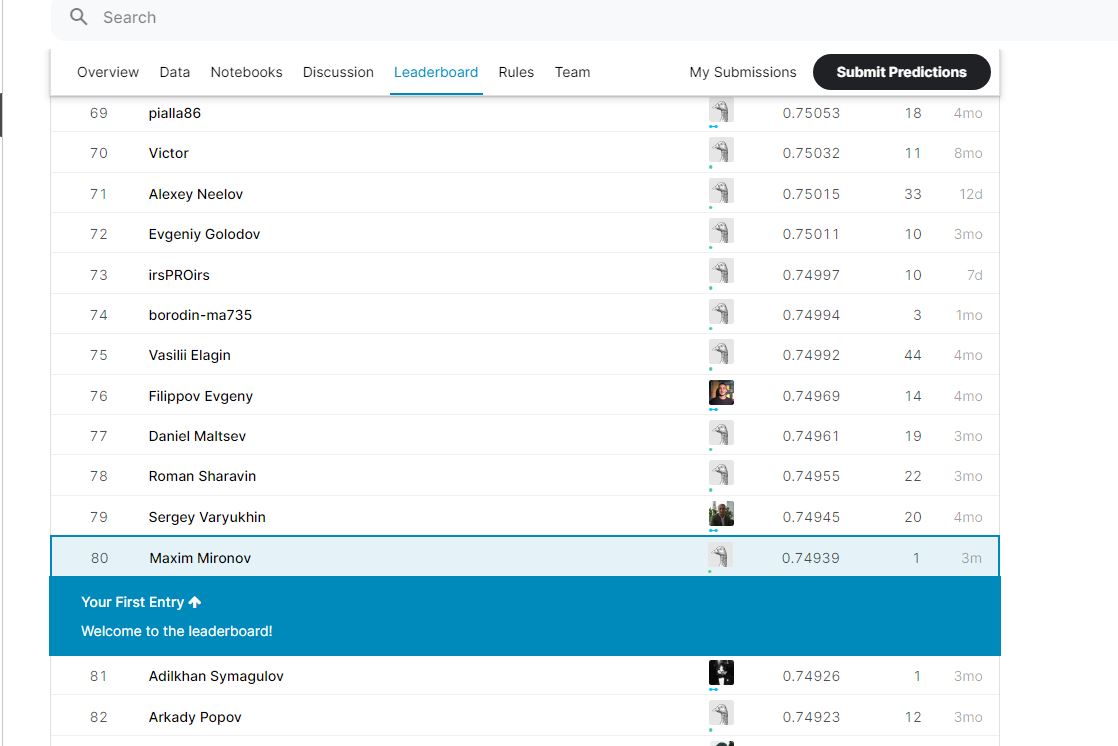 Search
Overview Data Notebooks Discussion Leaderboard Rules Team My Submissions Submit Predictions
69 pialla86 0.75053 18 4mo
70 Victor 0.75032 11 8mo
71 Alexey Neelov 0.75015 33 12d
72 Evgeniy Golodov 0.75011 10 3mo
73 irsPROirs 0.74997 10 7d
74 borodin-ma735 0.74994 3 1mo
75 Vasilii Elagin 0.74992 44 4mo
76 Filippov Evgeny 0.74969 14 4mo
77 Daniel Maltsev 0.74961 19 3mo
78 Roman Sharavin 0.74955 22 3mo
79 Sergey Varyukhin 0.74945 20 4mo
80 Maxim Mironov 0.74939 1 3m
Your First Entry ↑
Welcome to the leaderboard!
81 Adilkhan Symagulov 0.74926 1 3mo
82 Arkady Popov 0.74923 12 3mo